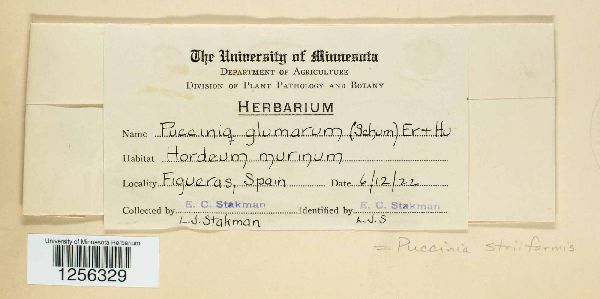 The University of Minnesota
Department of Agriculture
Division of Plant Pathology and Botany
Herbarium
Name Puccinia glumarum (Schum) Er+Hu
Habitat Hordeum murinum
Locality Figueras, Spain Date 6/12/22
Collected by E. C. Stakman Identified by E. C. Stakman
L.J. Stakman L.J.S
= Puccinia striiformis
University of Minnesota Herbarium
1256329